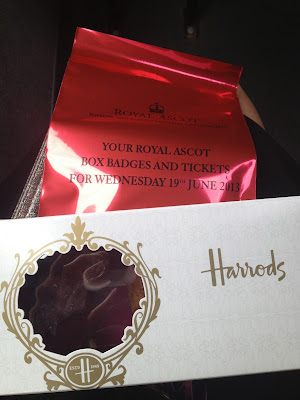 ROYAL ASCOT
YOUR ROYAL ASCOT
BOX BADGES AND TICKETS
FOR WEDNESDAY 19TH JUNE 2013
Harrods
H